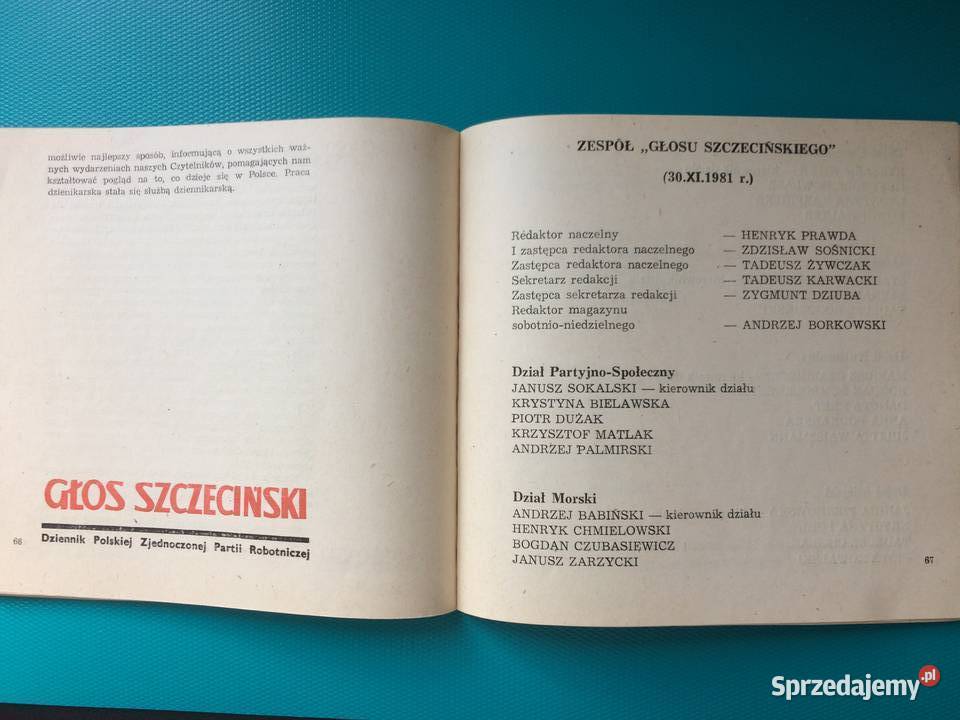 możliwie najlepszy sposób, informującą o wszystkich waż-
nych wydarzeniach naszych Czytelników, pomagających nam
kształtować pogląd na to, co dzieje się w Polsce. Praca
dzienikarska stała się służbą dziennikarską.
GŁOS SZCZECIŃSKI
Dziennik Polskiej Zjednoczonej Partii Robotniczej
66
ZESPÓŁ „GŁOSU SZCZECIŃSKIEGO”
(30.XI.1981 r.)
Redaktor naczelny — HENRYK PRAWDA
I zastępca redaktora naczelnego — ZDZISŁAW SOŚNICKI
Zastępca redaktora naczelnego — TADEUSZ ŻYWCZAK
Sekretarz redakcji — TADEUSZ KARWACKI
Zastępca sekretarza redakcji — ZYGMUNT DZIUBA
Redaktor magazynu
sobotnio-niedzielnego — ANDRZEJ BORKOWSKI
Dział Partyjno-Społeczny
JANUSZ SOKALSKI — kierownik działu
KRYSTYNA BIELAWSKA
PIOTR DUŻAK
KRZYSZTOF MATLAK
ANDRZEJ PALMIRSKI
Dział Morski
ANDRZEJ BABIŃSKI — kierownik działu
HENRYK CHMIELOWSKI
BOGDAN CZUBASIEWICZ
JANUSZ ZARZYCKI
67
Sprzedajemy.pl